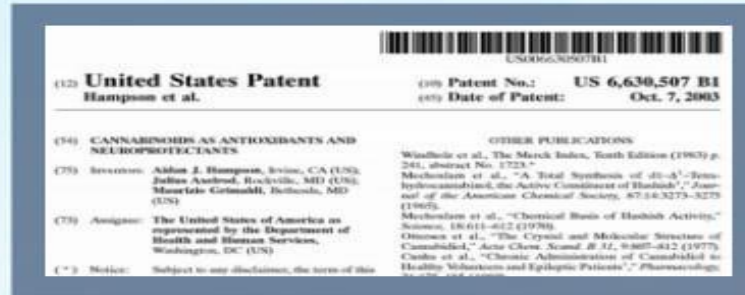 US006630507B1
(12) United States Patent
Hampson et al.
(10) Patent No.: US 6,630,507 B1
(45) Date of Patent: Oct. 7, 2003
(54) CANNABINOIDS AS ANTIOXIDANTS AND
NEUROPROTECTANTS
(75) Inventors: Aidan J. Hampson, Irvine, CA (US);
Julius Axelrod, Rockville, MD (US);
Maurizio Grimaldi, Bethesda, MD
(US)
(73) Assignee: The United States of America as
represented by the Department of
Health and Human Services,
Washington, DC (US)
(*) Notice: Subject to any disclaimer, the term of this
OTHER PUBLICATIONS
Windholz et al., The Merck Index, Tenth Edition (1983) p.
241, abstract No. 1723.*
Mechoulam et al., "A Total Synthesis of
hydrocannabinol, the Active Constituent of Hashish", Jour-
nal of the American Chemical Society, 87:14:3273-3275
(1965).
Mechoulam et al., "Chemical Basis of Hashish Activity,"
Science, 18:611-612 (1970).
Ottersen et al., "The Crystal and Molecular Structure of
Cannabidiol," Acta Chem. Scand. B 31, 9:807-812 (1977).
Cunha et al., "Chronic Administration of Cannabidiol to
Healthy Volunteers and Epileptic Patients", Pharmacology,